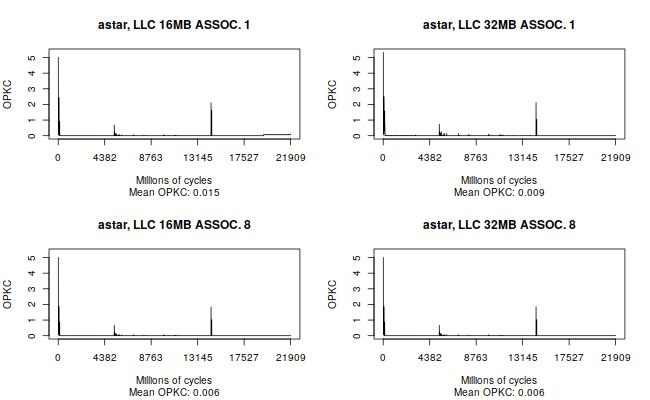 astar, LLC 16MB ASSOC. 1
OPKC
5
4
3
2
1
0
0 4382 8763 13145 17527 21909
Millions of cycles
Mean OPKC: 0.015
astar, LLC 32MB ASSOC. 1
OPKC
5
4
3
2
1
0
0 4382 8763 13145 17527 21909
Millions of cycles
Mean OPKC: 0.009
astar, LLC 16MB ASSOC. 8
OPKC
5
4
3
2
1
0
0 4382 8763 13145 17527 21909
Millions of cycles
Mean OPKC: 0.006
astar, LLC 32MB ASSOC. 8
OPKC
5
4
3
2
1
0
0 4382 8763 13145 17527 21909
Millions of cycles
Mean OPKC: 0.006